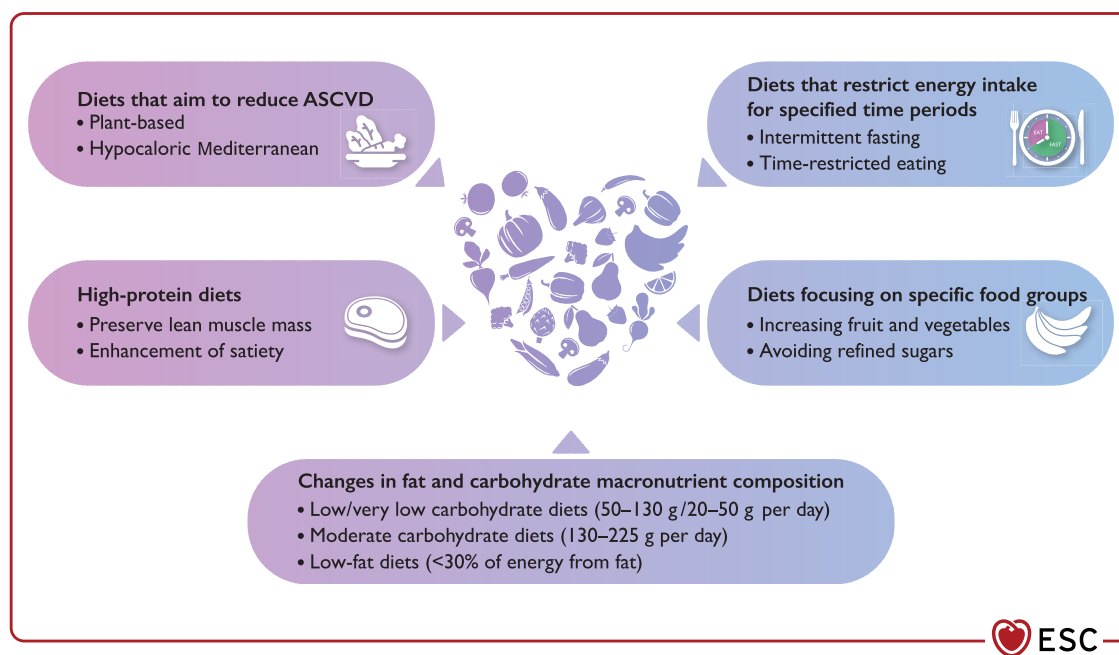 Diets that aim to reduce ASCVD
• Plant-based
• Hypocaloric Mediterranean
Diets that restrict energy intake
for specified time periods
• Intermittent fasting
• Time-restricted eating
EAT
FAST
High-protein diets
• Preserve lean muscle mass
• Enhancement of satiety
Diets focusing on specific food groups
• Increasing fruit and vegetables
• Avoiding refined sugars
Changes in fat and carbohydrate macronutrient composition
• Low/very low carbohydrate diets (50–130 g/20–50 g per day)
• Moderate carbohydrate diets (130–225 g per day)
• Low-fat diets (<30% of energy from fat)
ESC